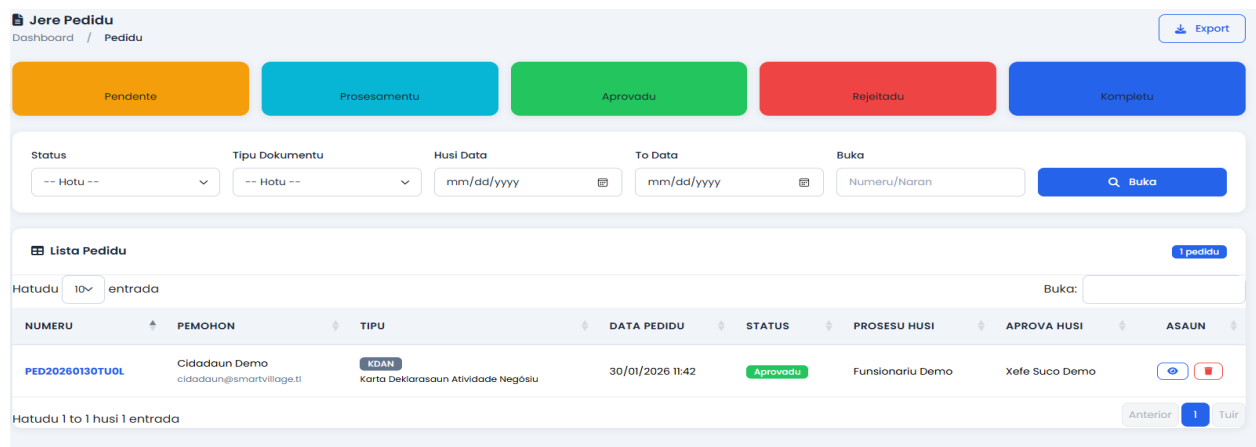 Jere Pedidu
Dashboard / Pedidu
Export
Pendente
Prosesamentu
Aprovadu
Rejeitadu
Kompletu
Status
Tipu Dokumentu
Husi Data
To Data
Buka
-- Hotu --
-- Hotu --
mm/dd/yyyy
mm/dd/yyyy
Numeru/Naran
Buka
Lista Pedidu
1 pedidu
Hatudu 10 entrada
Buka:
NUMERU PEMOHON TIPU DATA PEDIDU STATUS PROSESU HUSI APROVA HUSI ASAUN
PED20260130TU0L
Cidadaun Demo
cidadaun@smartvillage.tl
KDAN
Karta Deklarasaun Atividade Negósiu
30/01/2026 11:42
Aprovadu
Funsionariu Demo
Xefe Suco Demo
Hatudu 1 to 1 husi 1 entrada
Anterior 1 Tuir